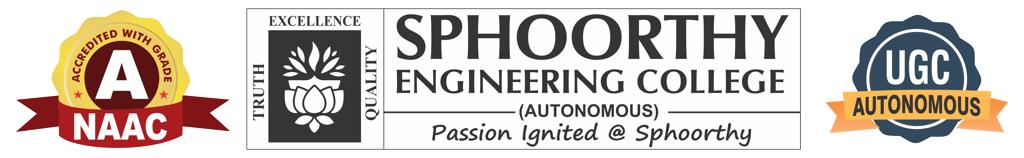 ACCREDITED WITH GRADE
A
NAAC
EXCELLENCE
TRUTH
QUALITY
SPHOORTHY
ENGINEERING COLLEGE
(AUTONOMOUS)
Passion Ignited @ Sphoorthy
UGC
AUTONOMOUS